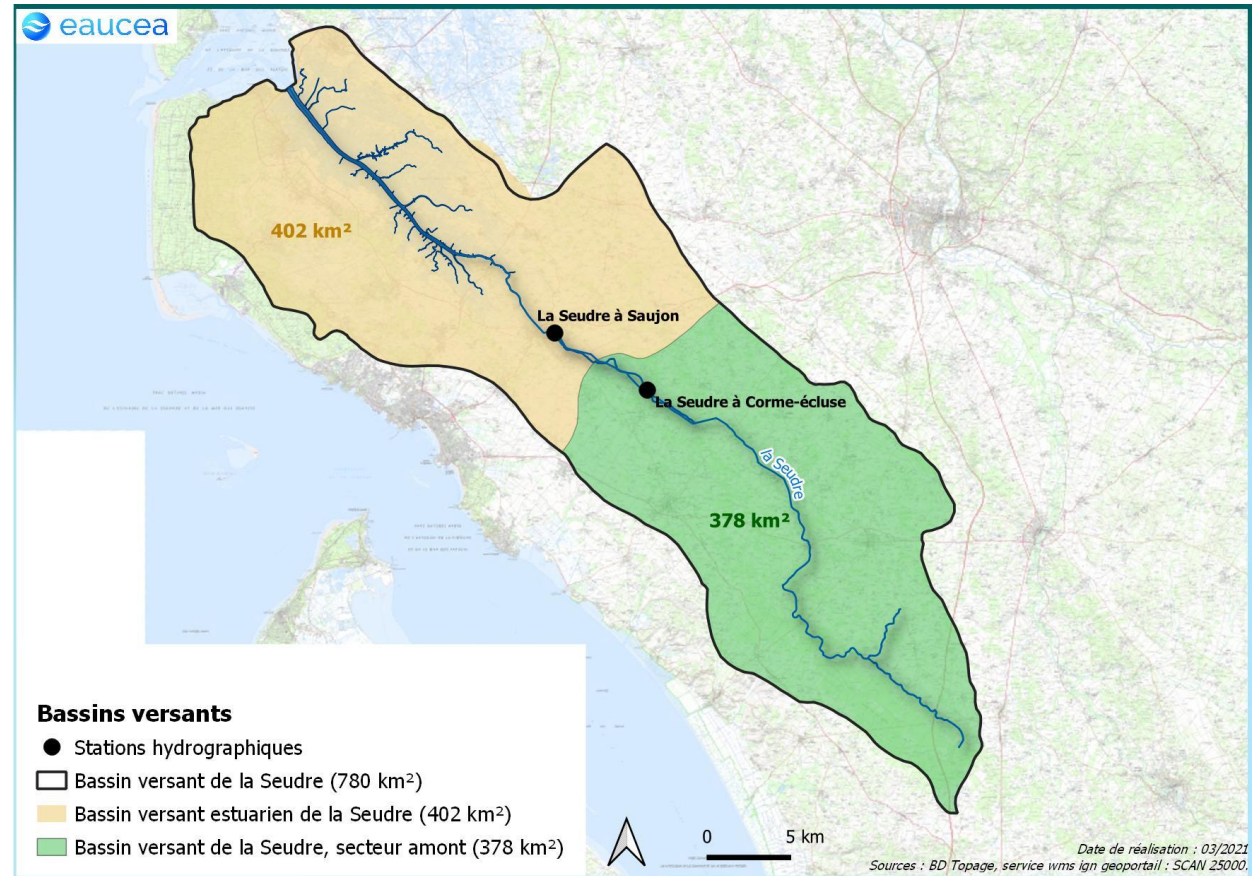 eaucea
402 km²
La Seudre à Saujon
La Seudre à Corme-écluse
la Seudre
378 km²
Bassins versants
Stations hydrographiques
Bassin versant de la Seudre (780 km²)
Bassin versant estuarien de la Seudre (402 km²)
Bassin versant de la Seudre, secteur amont (378 km²)
0 5 km
Date de réalisation : 03/2021
Sources : BD Topage, service wms ign geoportail : SCAN 25000.